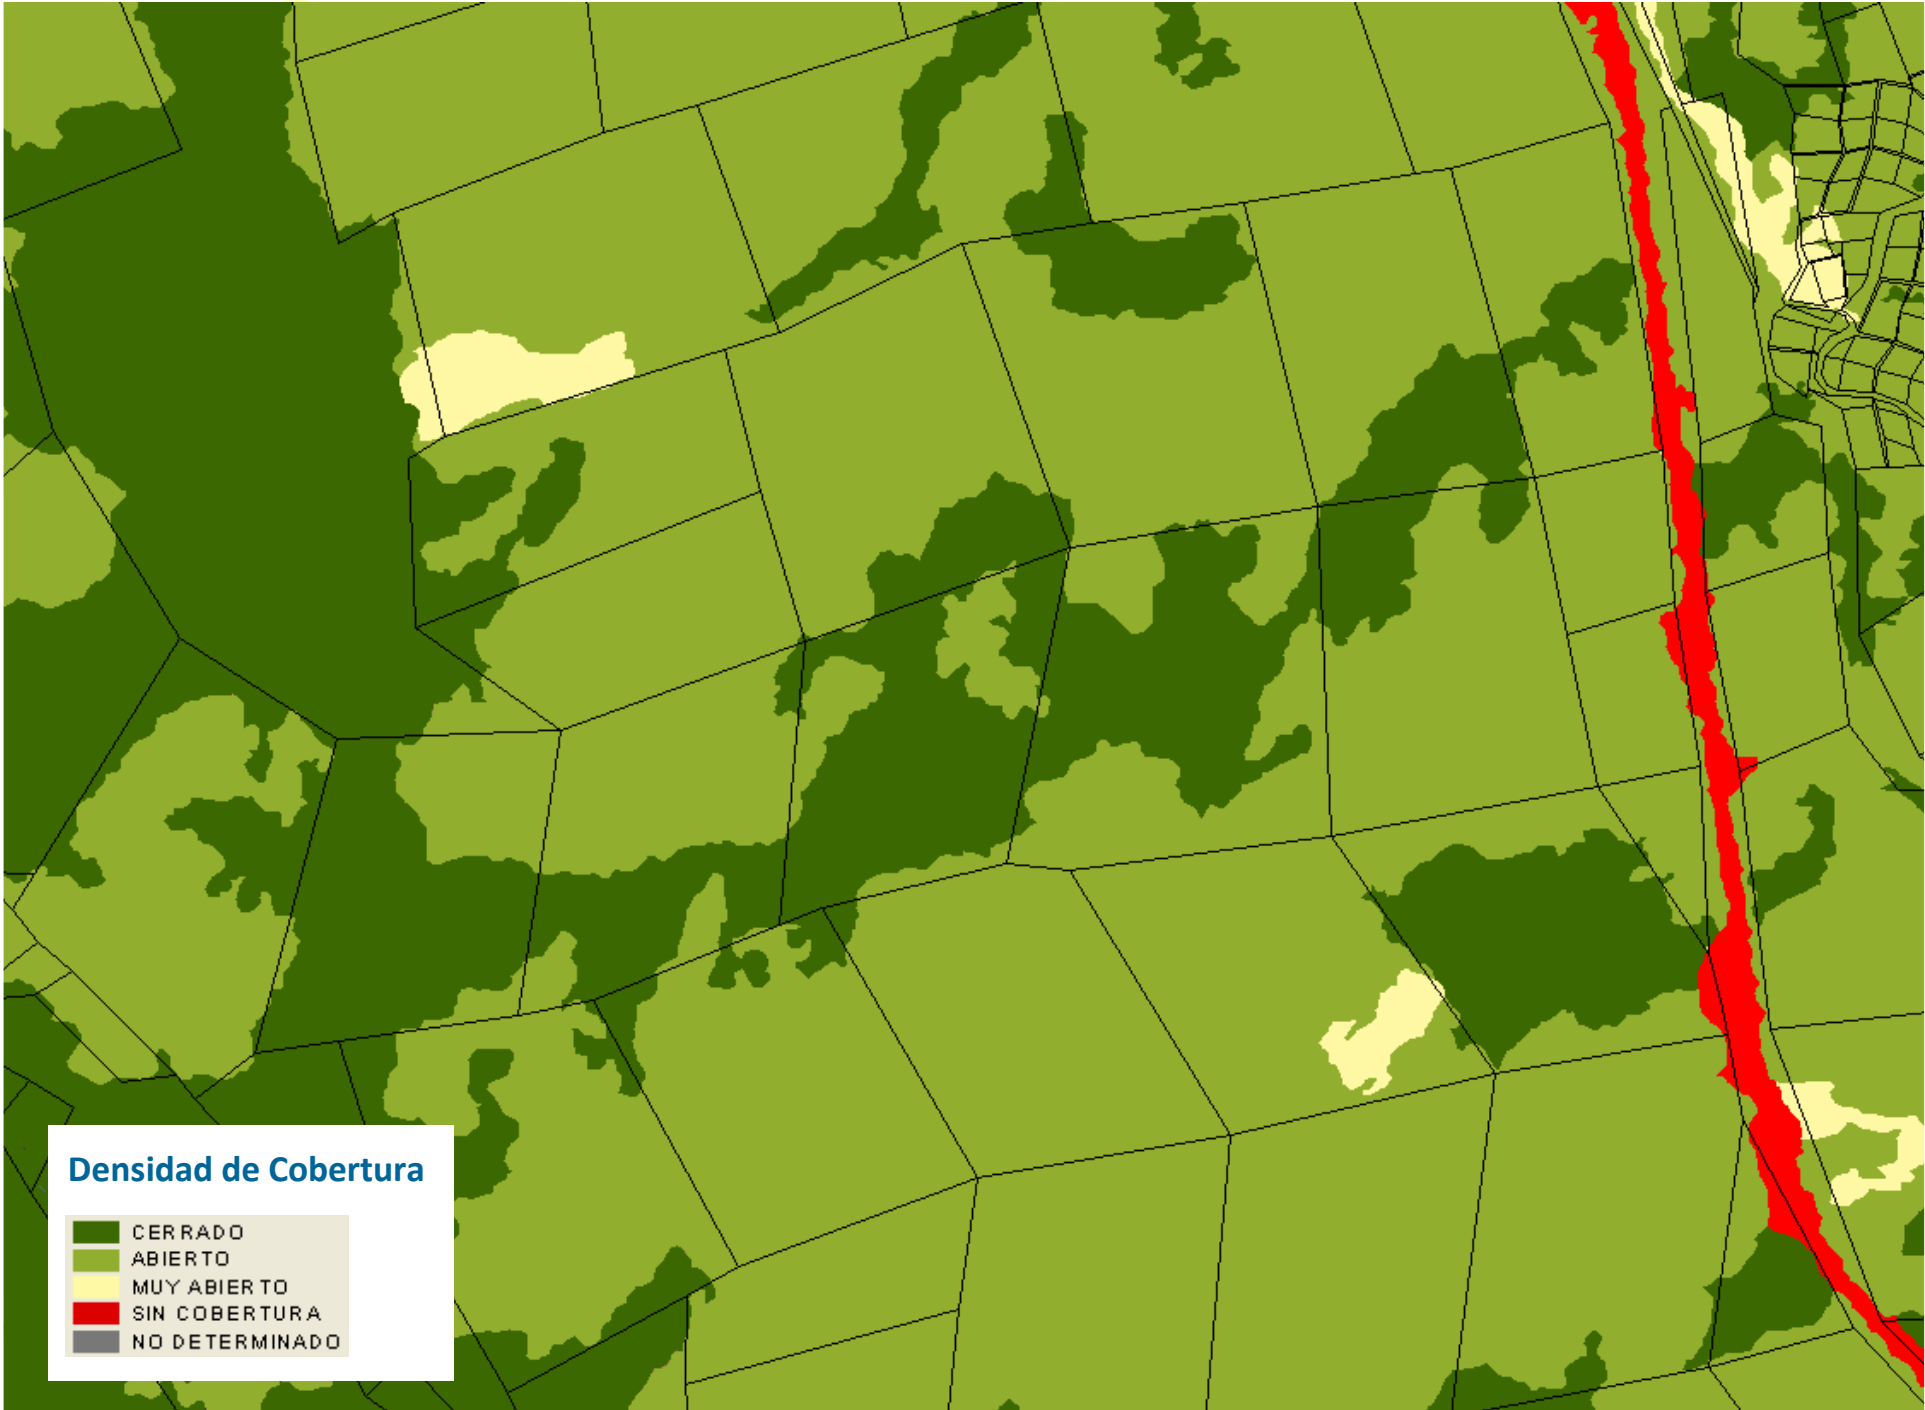 Densidad de Cobertura
CERRADO
ABIERTO
MUY ABIERTO
SIN COBERTURA
NO DETERMINADO